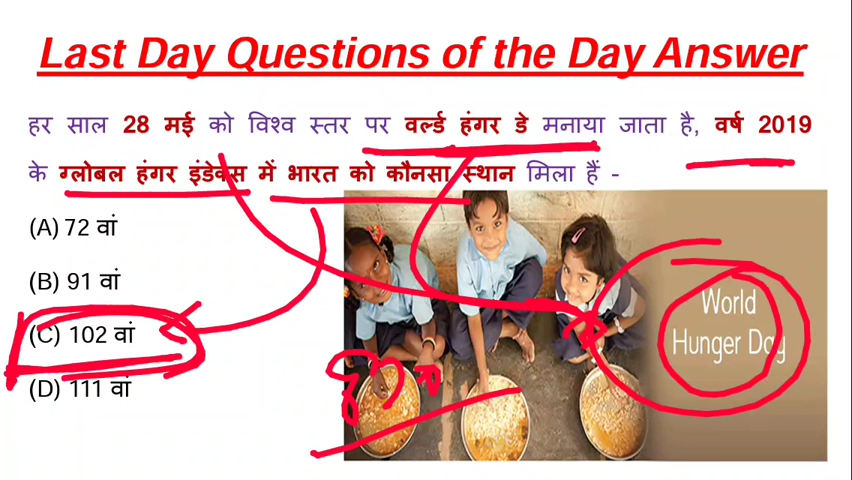 Last Day Questions of the Day Answer
हर साल 28 मई को विश्व स्तर पर वर्ल्ड हंगर डे मनाया जाता है, वर्ष 2019
के ग्लोबल हंगर इंडेक्स में भारत को कौनसा स्थान मिला हैं -
(A) 72 वां
(B) 91 वां
(C) 102 वां
(D) 111 वां
World
Hunger Day